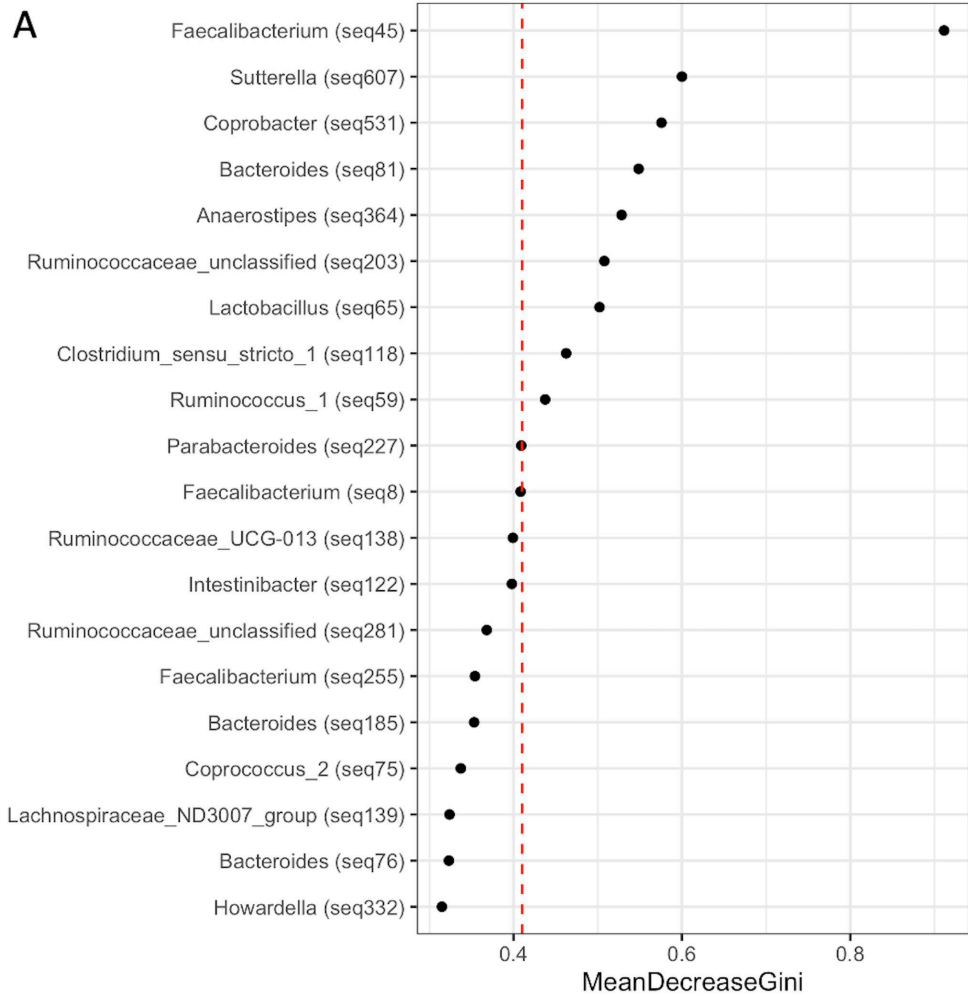 A
Faecalibacterium (seq45)
Sutterella (seq607)
Coprobacter (seq531)
Bacteroides (seq81)
Anaerostipes (seq364)
Ruminococcaceae_unclassified (seq203)
Lactobacillus (seq65)
Clostridium_sensu_stricto_1 (seq118)
Ruminococcus_1 (seq59)
Parabacteroides (seq227)
Faecalibacterium (seq8)
Ruminococcaceae_UCG-013 (seq138)
Intestinibacter (seq122)
Ruminococcaceae_unclassified (seq281)
Faecalibacterium (seq255)
Bacteroides (seq185)
Coprococcus_2 (seq75)
Lachnospiraceae_ND3007_group (seq139)
Bacteroides (seq76)
Howardella (seq332)
0.4 0.6 0.8
MeanDecreaseGini